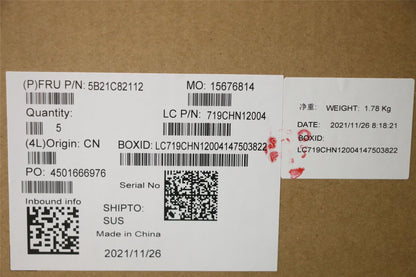 (P)FRU P/N: 5B21C82112
MO: 15676814
Quantity:
5
LC P/N: 719CHN12004
(4L)Origin: CN
BOXID: LC719CHN12004147503822
PO: 4501666976
Serial No
Inbound info
SHIPTO:
SUS
Made in China
2021/11/26
净重: WEIGHT: 1.78 Kg
DATE: 2021/11/26 8:18:21
BOXID:
LC719CHN12004147503822